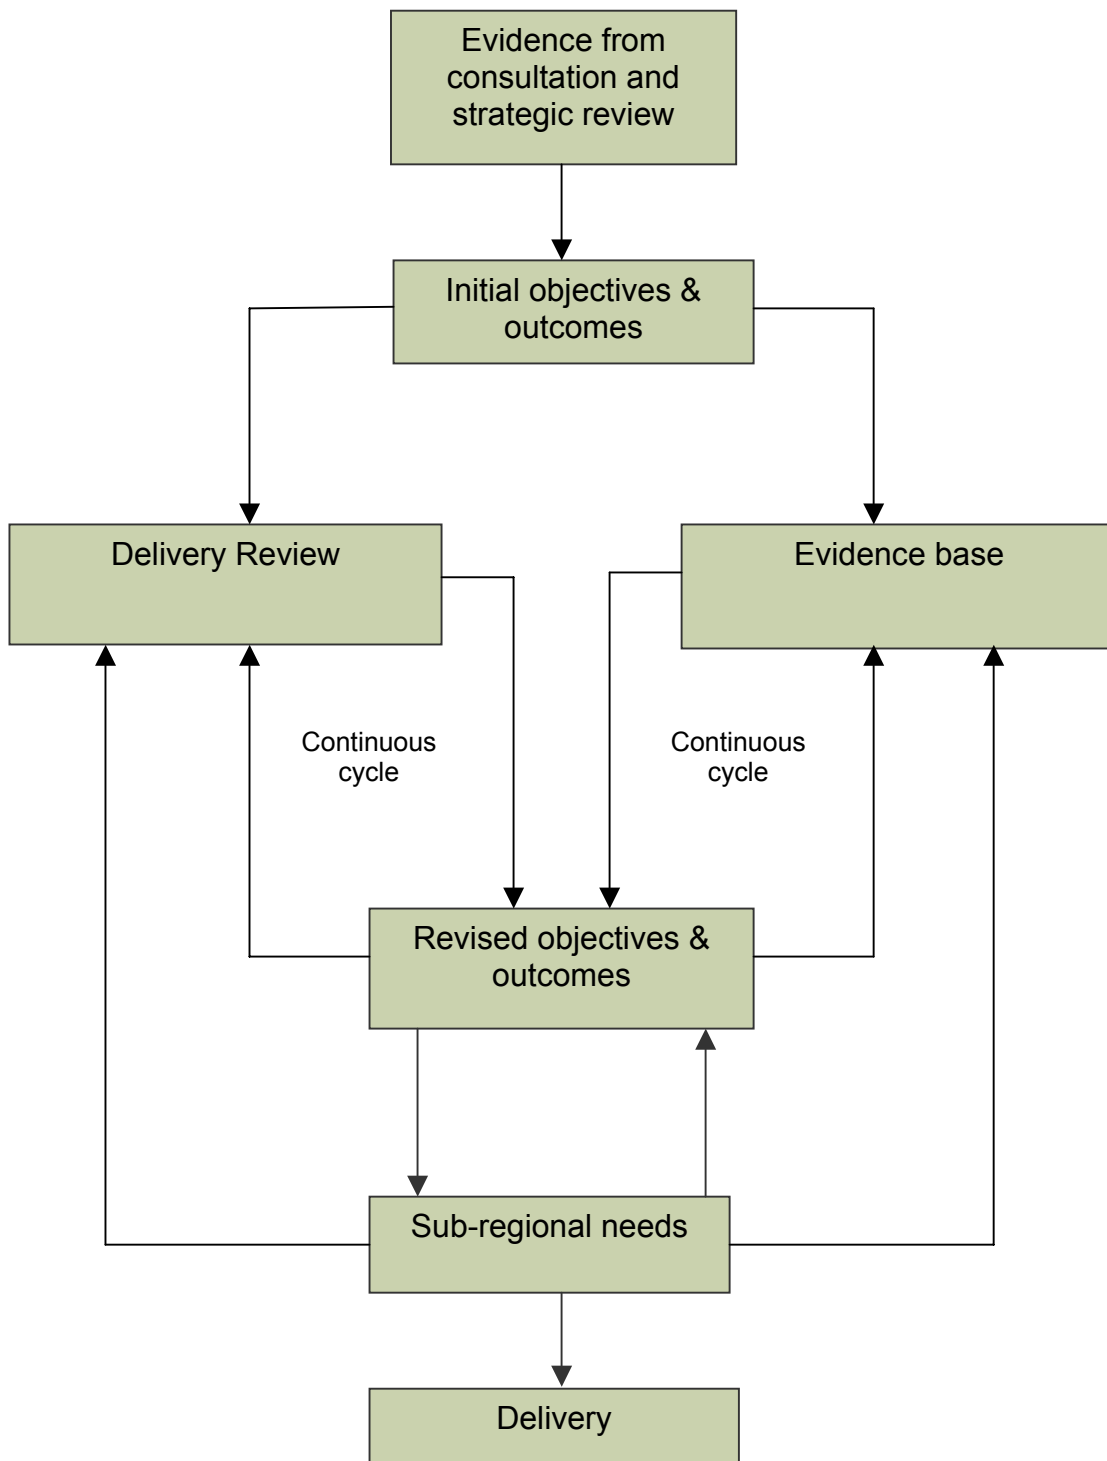 Evidence from
consultation and
strategic review
Initial objectives &
outcomes
Delivery Review
Evidence base
Continuous
cycle
Continuous
cycle
Revised objectives &
outcomes
Sub-regional needs
Delivery